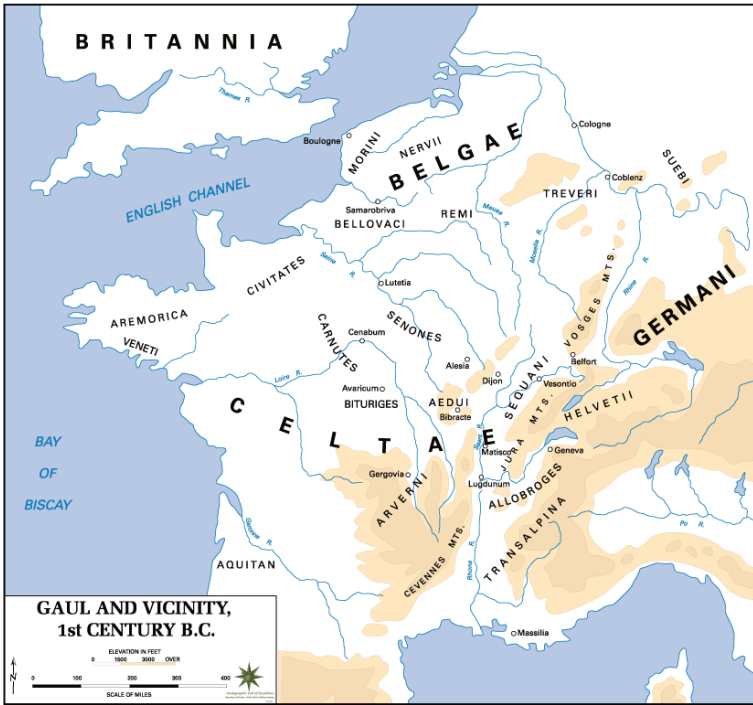 BRITANNIA
Thames R.
Boulogne
MORINI
NERVII
BELGAE
Cologne
SUEBI
Coblenz
TREVERI
ENGLISH CHANNEL
Samarobriva
BELLOVACI
REMI
Meuse R.
Moselle R.
Rhine R.
VOSGES MTS.
GERMANI
Seine R.
Lutetia
CIVITATES
AREMORICA
VENETI
CARNUTES
Cenabum
SENONES
Alesia
Dijon
Belfort
Vesontio
SEQUANI
Loire R.
Avaricum
BITURIGES
AEDUI
Bibracte
HELVETII
JURA MTS.
CELTAE
Matisco
Geneva
BAY
OF
BISCAY
Gergovia
ARVERNI
Lugdunum
ALLOBROGES
TRANSALPINA
Po R.
Garonne R.
AQUITAN
CEVENNES MTS.
Rhone R.
Massilia
GAUL AND VICINITY,
1st CENTURY B.C.
ELEVATION IN FEET
0 1500 3000 OVER
N
0 100 200 300 400
SCALE OF MILES